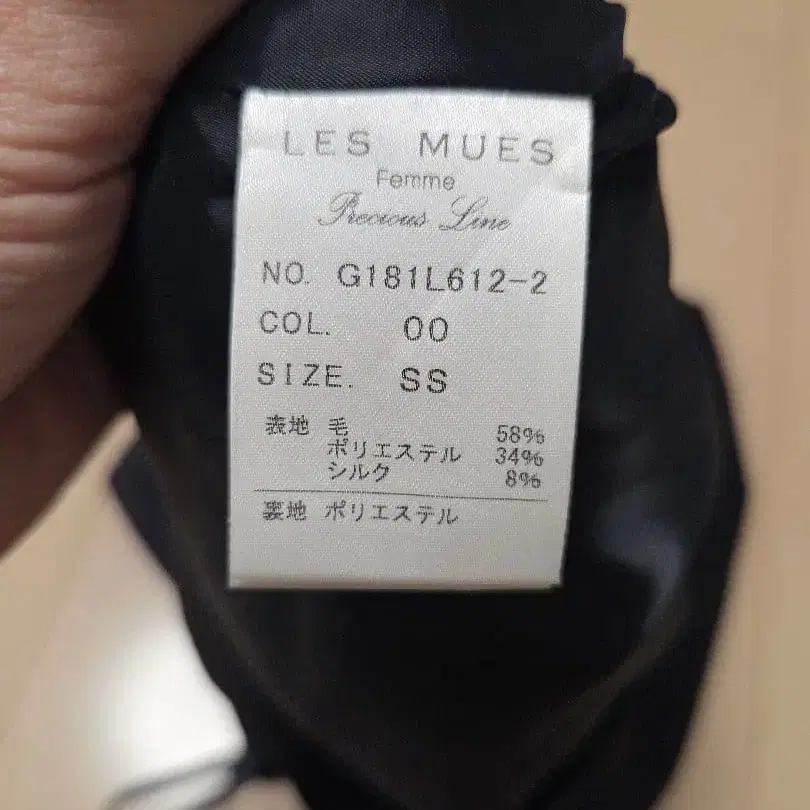 LES MUES
Femme
Precious Line
NO. G181L612-2
COL. 00
SIZE. SS
表地 毛 58%
ポリエステル 34%
シルク 8%
裏地 ポリエステル